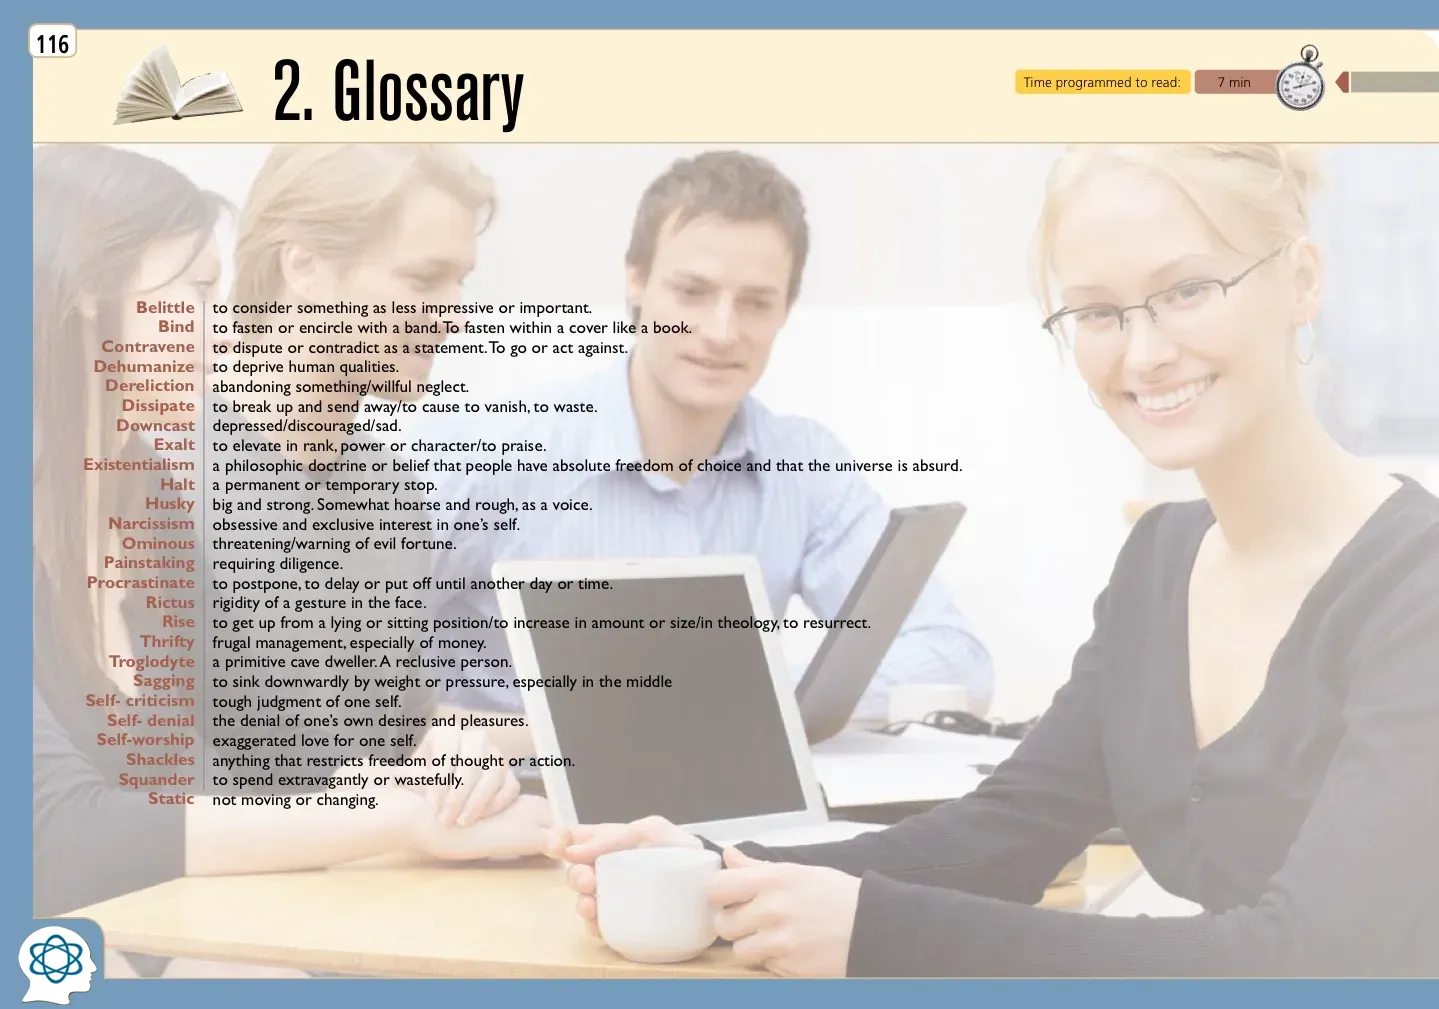 116
2. Glossary
Time programmed to read: 7 min
Belittle to consider something as less impressive or important.
Bind to fasten or encircle with a band. To fasten within a cover like a book.
Contravene to dispute or contradict as a statement. To go or act against.
Dehumanize to deprive human qualities.
Dereliction abandoning something/willful neglect.
Dissipate to break up and send away/to cause to vanish, to waste.
Downcast depressed/discouraged/sad.
Exalt to elevate in rank, power or character/to praise.
Existentialism a philosophic doctrine or belief that people have absolute freedom of choice and that the universe is absurd.
Halt a permanent or temporary stop.
Husky big and strong. Somewhat hoarse and rough, as a voice.
Narcissism obsessive and exclusive interest in one's self.
Ominous threatening/warning of evil fortune.
Painstaking requiring diligence.
Procrastinate to postpone, to delay or put off until another day or time.
Rictus rigidity of a gesture in the face.
Rise to get up from a lying or sitting position/to increase in amount or size/in theology, to resurrect.
Thrifty frugal management, especially of money.
Troglodyte a primitive cave dweller. A reclusive person.
Sagging to sink downwardly by weight or pressure, especially in the middle
Self- criticism tough judgment of one self.
Self- denial the denial of one's own desires and pleasures.
Self-worship exaggerated love for one self.
Shackles anything that restricts freedom of thought or action.
Squander to spend extravagantly or wastefully.
Static not moving or changing.